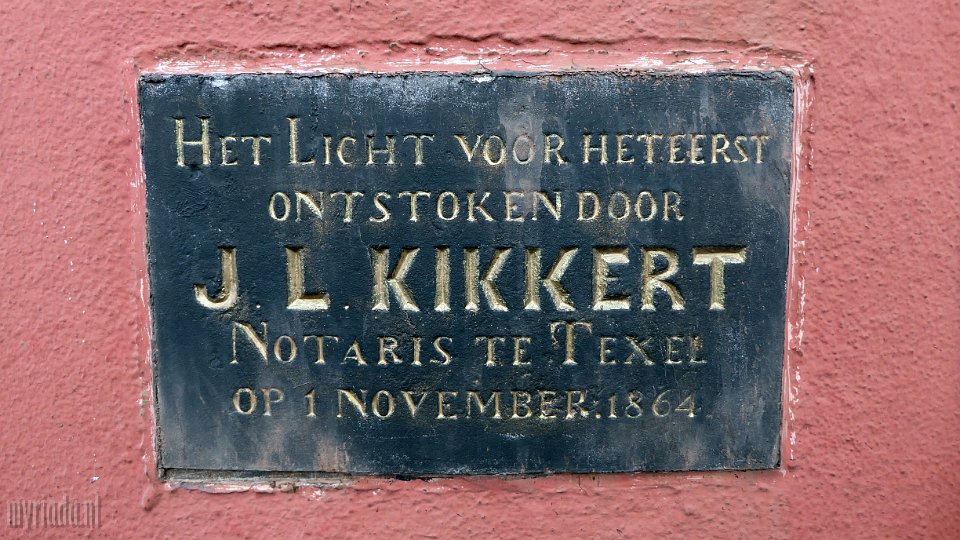 HET LICHT VOOR HET EERST
ONTSTOKEN DOOR
J. L. KIKKERT
NOTARIS TE TEXEL
OP 1 NOVEMBER. 1864.
myriada.nl